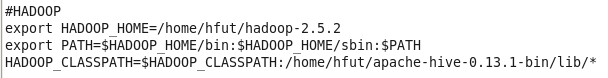 #HADOOP
export HADOOP_HOME=/home/hfut/hadoop-2.5.2
export PATH=$HADOOP_HOME/bin:$HADOOP_HOME/sbin:$PATH
HADOOP_CLASSPATH=$HADOOP_CLASSPATH:/home/hfut/apache-hive-0.13.1-bin/lib/*